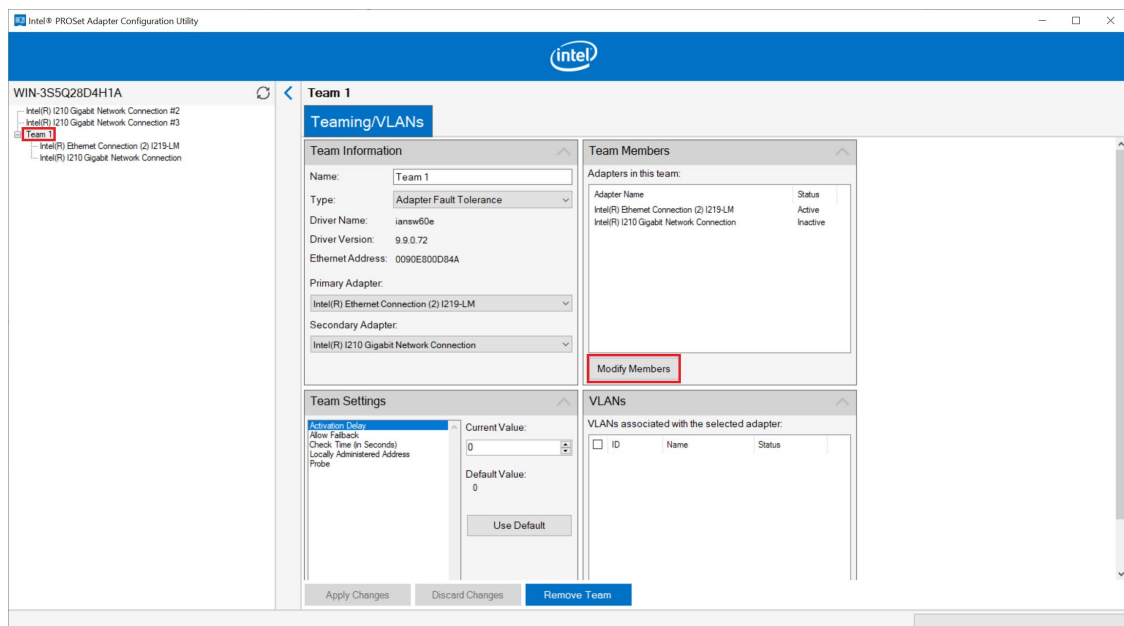 Intel® PROSet Adapter Configuration Utility
intel
WIN-3S5Q28D4H1A
Intel(R) I210 Gigabit Network Connection #2
Intel(R) I210 Gigabit Network Connection #3
Team 1
Intel(R) Ethernet Connection (2) I219-LM
Intel(R) I210 Gigabit Network Connection
Team 1
Teaming/VLANs
Team Information
Name: Team 1
Type: Adapter Fault Tolerance
Driver Name: iansw60e
Driver Version: 9.9.0.72
Ethernet Address: 0090E800D84A
Primary Adapter:
Intel(R) Ethernet Connection (2) I219-LM
Secondary Adapter:
Intel(R) I210 Gigabit Network Connection
Team Members
Adapters in this team:
Adapter Name Status
Intel(R) Ethernet Connection (2) I219-LM Active
Intel(R) I210 Gigabit Network Connection Inactive
Modify Members
Team Settings
Activation Delay
Allow Failback
Check Time (in Seconds)
Locally Administered Address
Probe
Current Value:
0
Default Value:
0
Use Default
VLANs
VLANs associated with the selected adapter:
ID Name Status
Apply Changes Discard Changes Remove Team